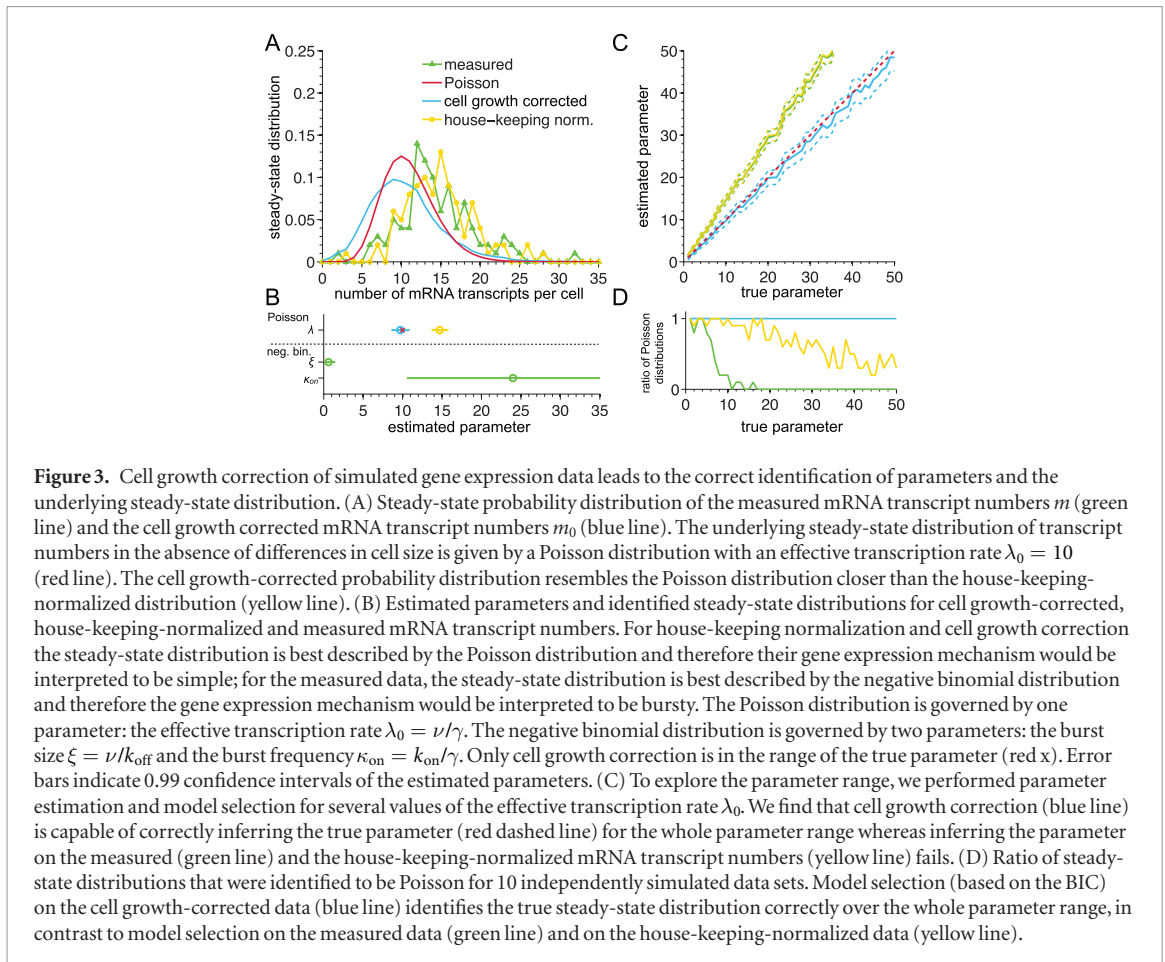 A
0.25
0.20
0.15
0.1
0.05
0
steady-state distribution
measured
Poisson
cell growth corrected
house-keeping norm.
0 5 10 15 20 25 30 35
number of mRNA transcripts per cell
B
Poisson
λ
neg. bin.
ξ
κon
0 5 10 15 20 25 30 35
estimated parameter
C
50
40
30
20
10
0
estimated parameter
10 20 30 40 50
true parameter
D
1
0
ratio of Poisson
distributions
0 10 20 30 40 50
true parameter
Figure 3. Cell growth correction of simulated gene expression data leads to the correct identification of parameters and the
underlying steady-state distribution. (A) Steady-state probability distribution of the measured mRNA transcript numbers m (green
line) and the cell growth corrected mRNA transcript numbers m₀ (blue line). The underlying steady-state distribution of transcript
numbers in the absence of differences in cell size is given by a Poisson distribution with an effective transcription rate λ₀ = 10
(red line). The cell growth-corrected probability distribution resembles the Poisson distribution closer than the house-keeping-
normalized distribution (yellow line). (B) Estimated parameters and identified steady-state distributions for cell growth-corrected,
house-keeping-normalized and measured mRNA transcript numbers. For house-keeping normalization and cell growth correction
the steady-state distribution is best described by the Poisson distribution and therefore their gene expression mechanism would be
interpreted to be simple; for the measured data, the steady-state distribution is best described by the negative binomial distribution
and therefore the gene expression mechanism would be interpreted to be bursty. The Poisson distribution is governed by one
parameter: the effective transcription rate λ₀ = ν/γ. The negative binomial distribution is governed by two parameters: the burst
size ξ = ν/koff and the burst frequency κon = kon/γ. Only cell growth correction is in the range of the true parameter (red x). Error
bars indicate 0.99 confidence intervals of the estimated parameters. (C) To explore the parameter range, we performed parameter
estimation and model selection for several values of the effective transcription rate λ₀. We find that cell growth correction (blue line)
is capable of correctly inferring the true parameter (red dashed line) for the whole parameter range whereas inferring the parameter
on the measured (green line) and the house-keeping-normalized mRNA transcript numbers (yellow line) fails. (D) Ratio of steady-
state distributions that were identified to be Poisson for 10 independently simulated data sets. Model selection (based on the BIC)
on the cell growth-corrected data (blue line) identifies the true steady-state distribution correctly over the whole parameter range, in
contrast to model selection on the measured data (green line) and on the house-keeping-normalized data (yellow line).